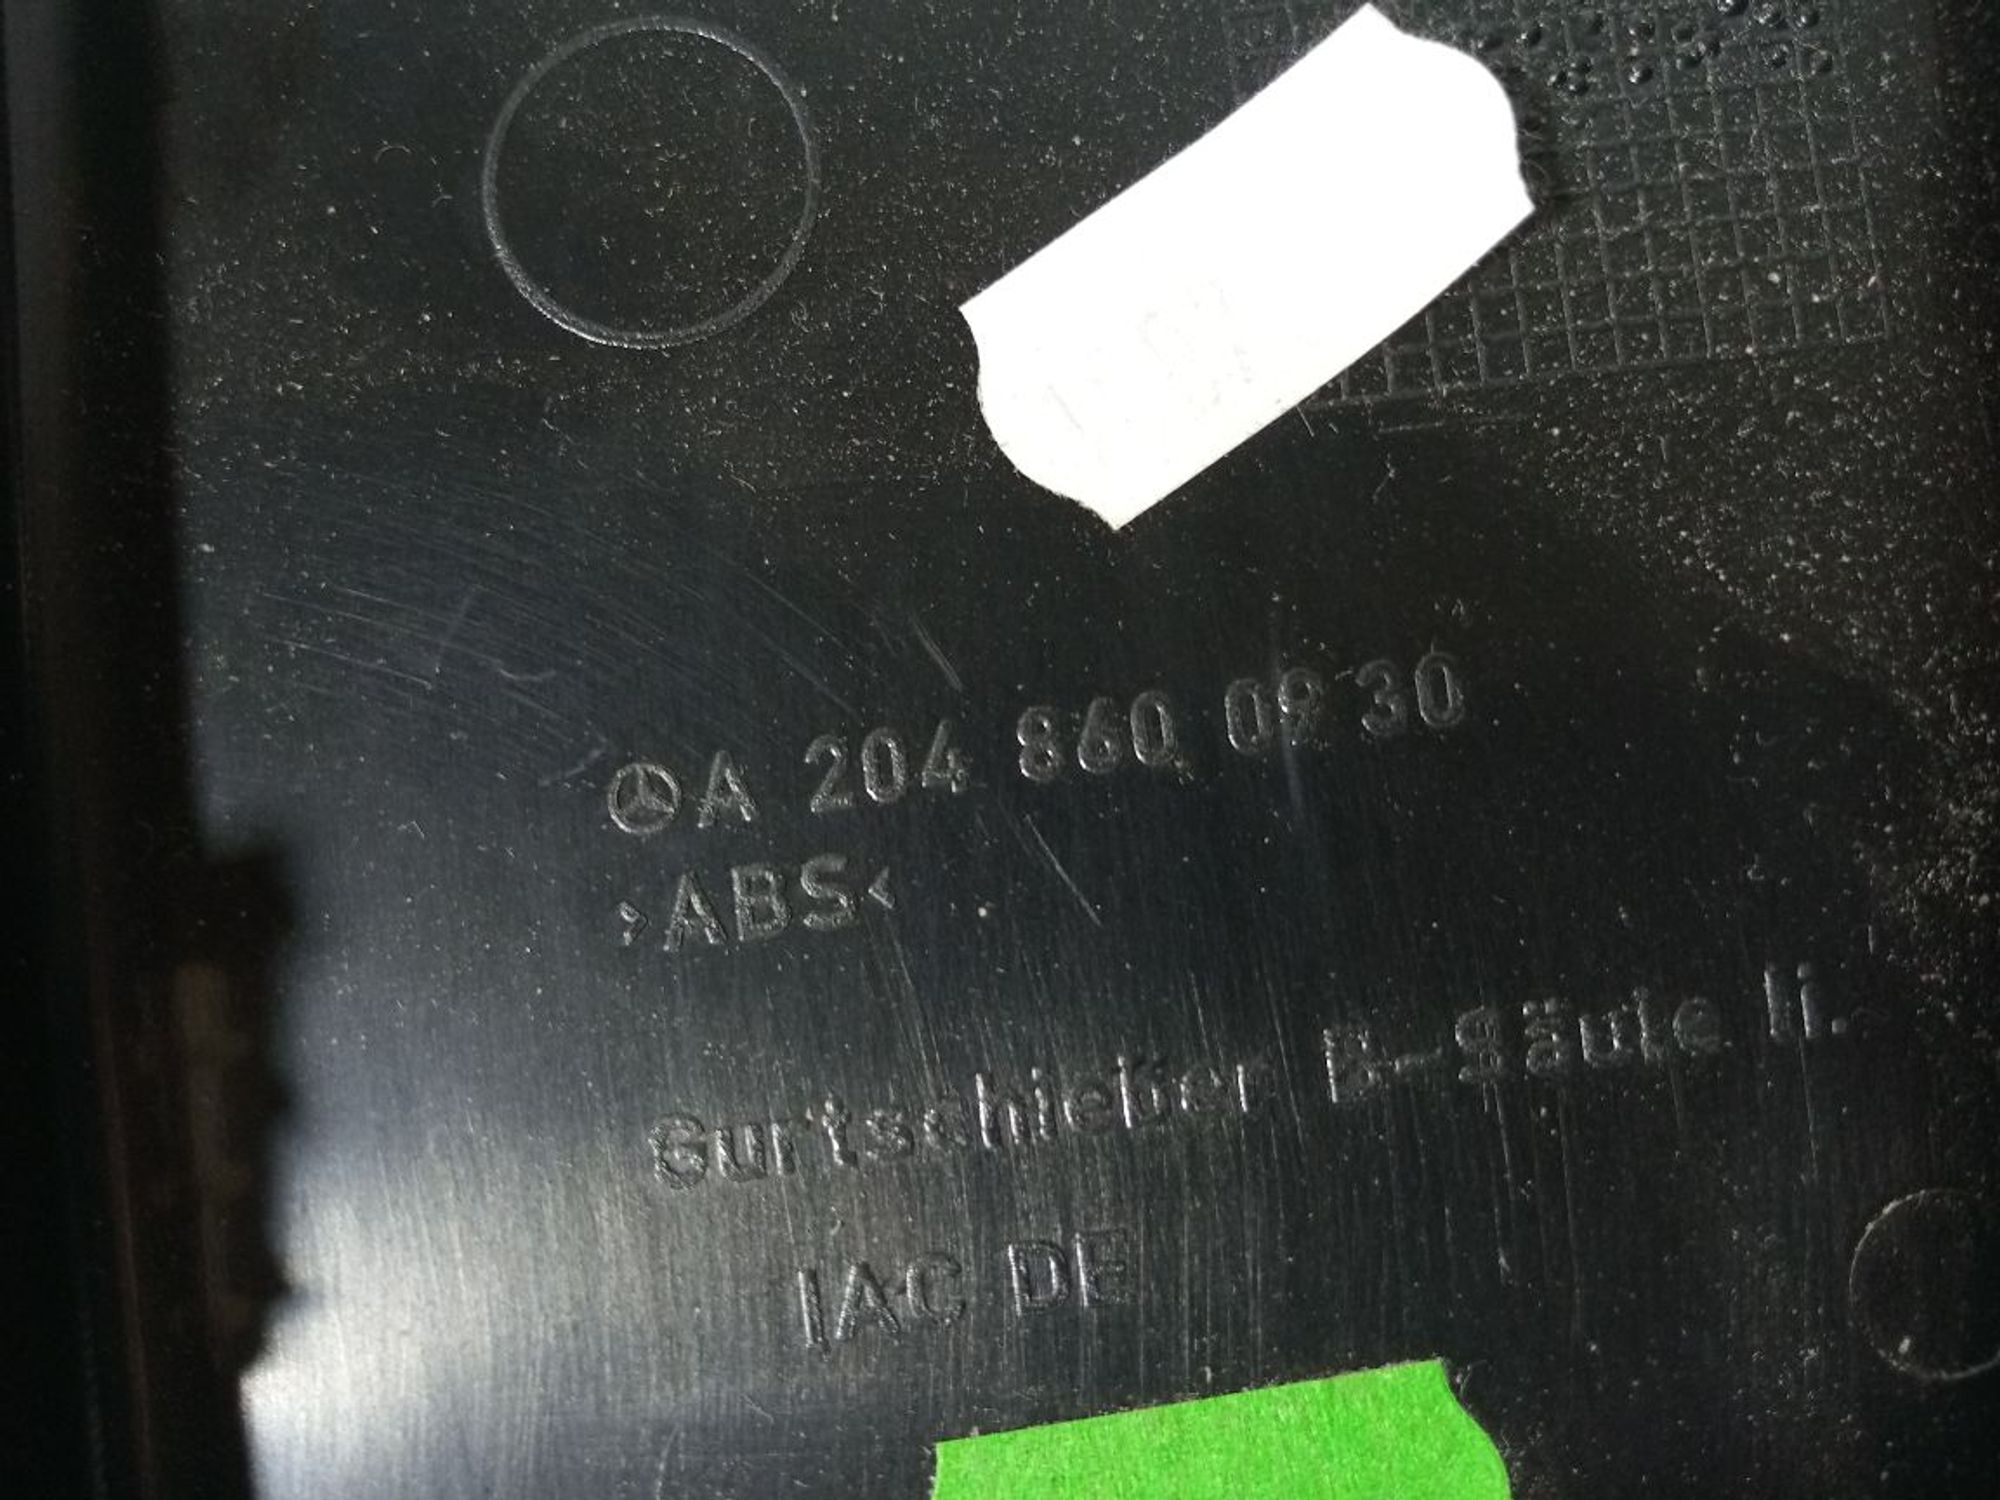 A 204 860 09 30
>ABS<
Gurtschieber B-Säule li.
IAC DE